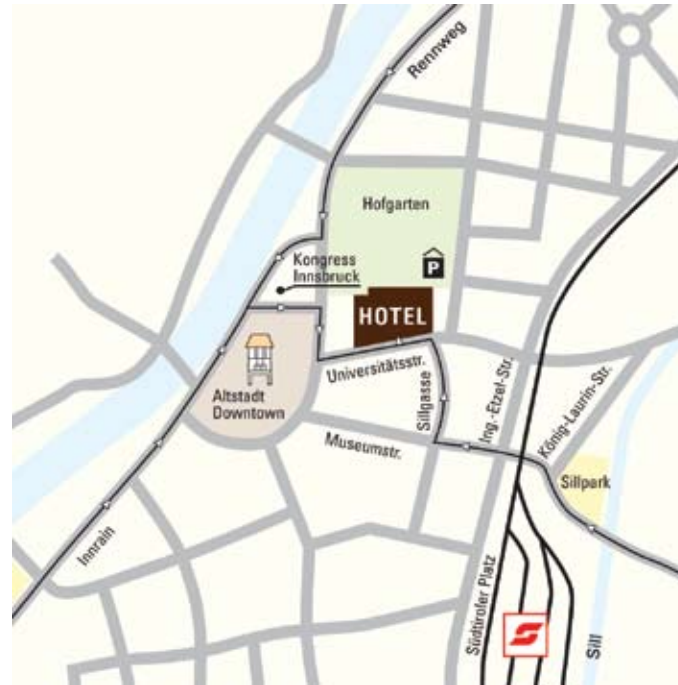 Rennweg
Hofgarten
Kongress
Innsbruck
P
HOTEL
Universitätsstr.
Altstadt
Downtown
Sillgasse
Ing.-Etzel-Str.
König-Laurin-Str.
Museumstr.
Sillpark
Innrain
Südtirofer Platz
Sill